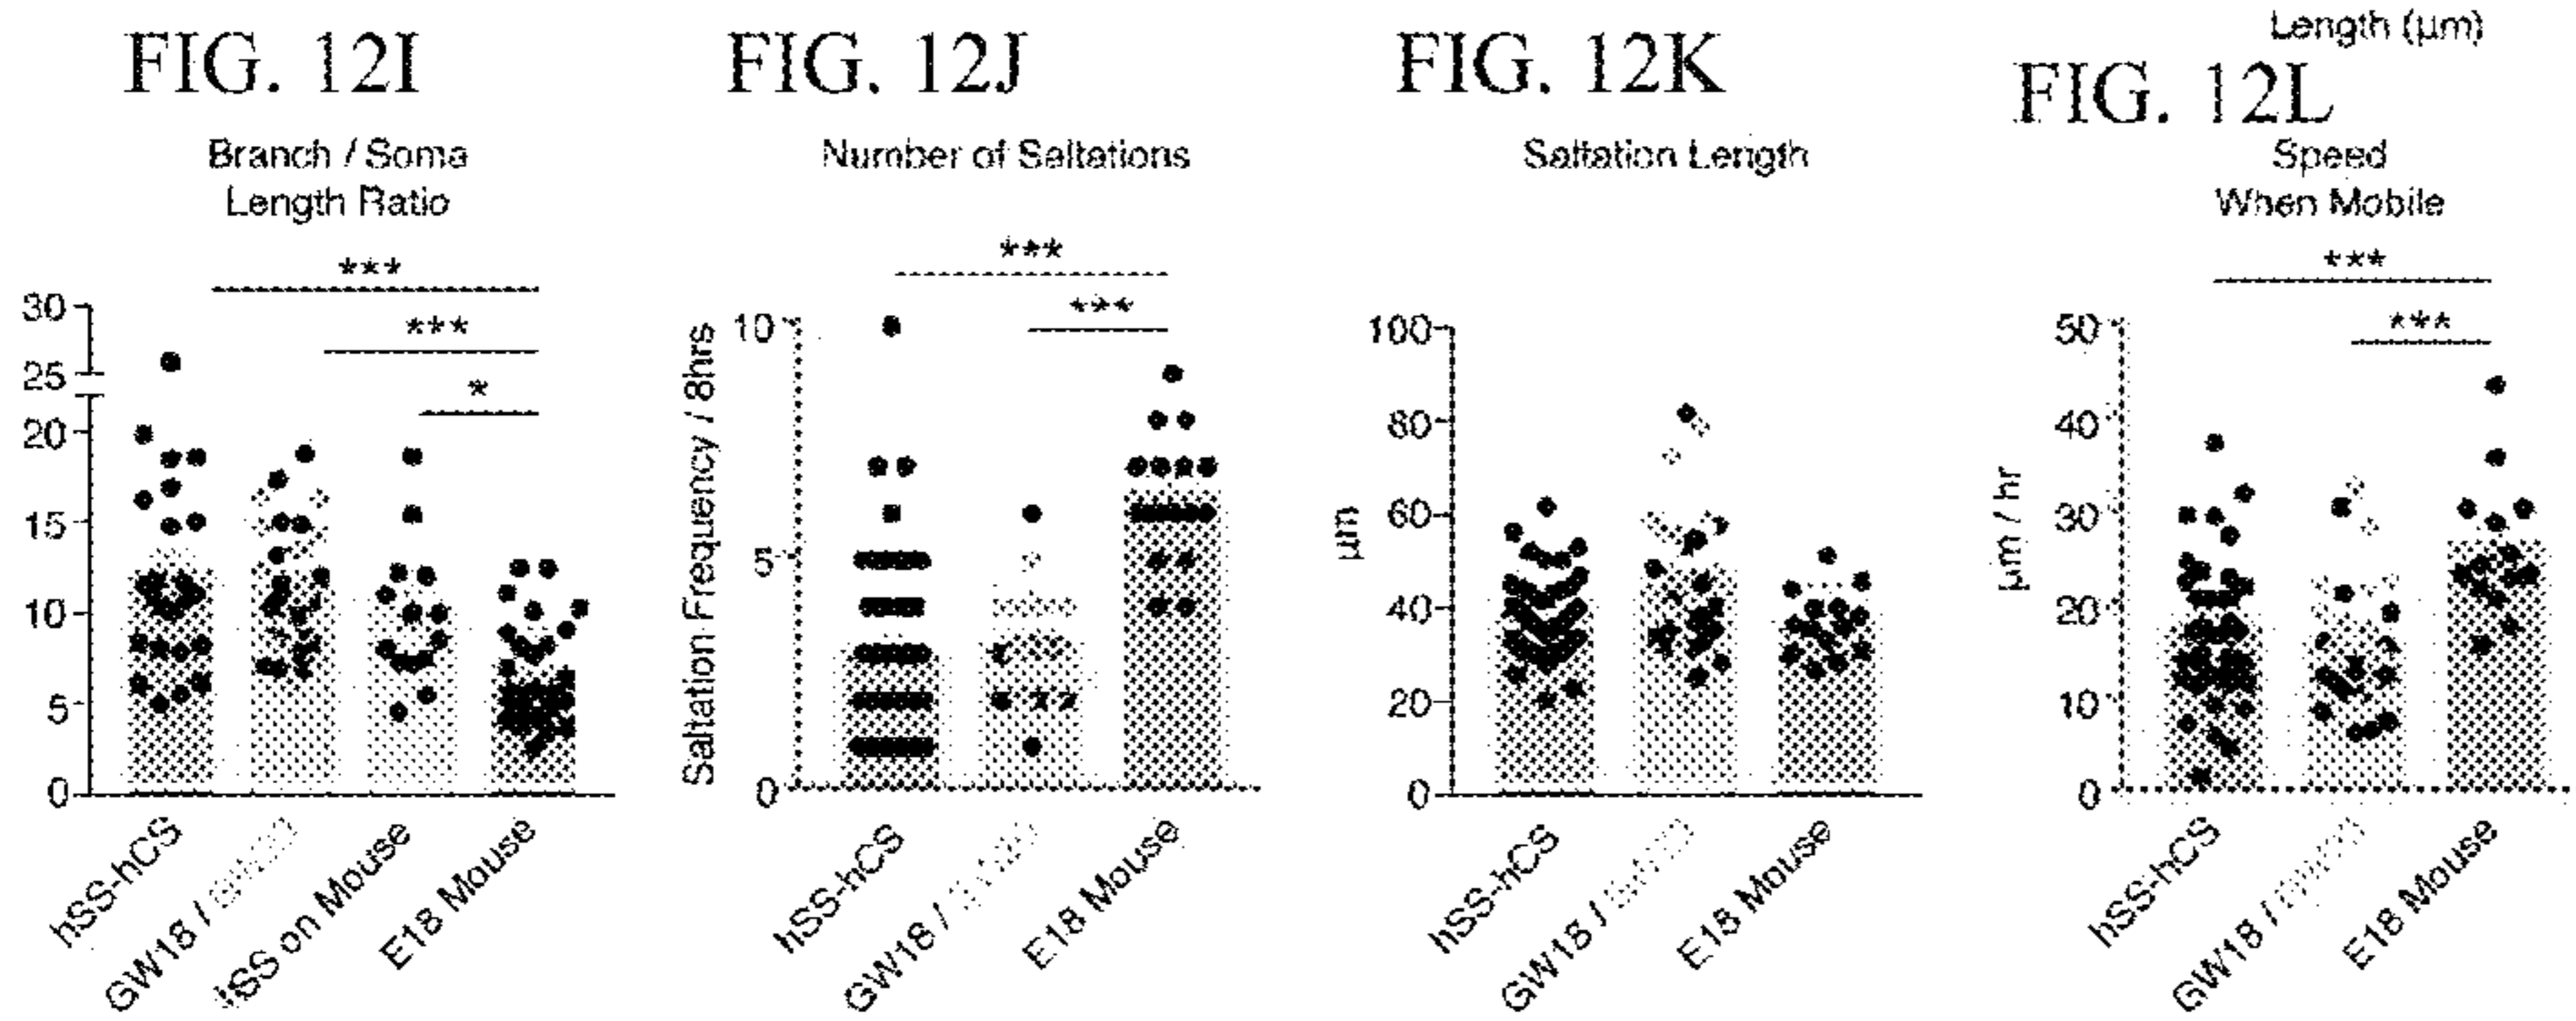 Length (µm)
FIG. 12I
Branch / Soma
Length Ratio
***
***
*
30
25
20
15
10
5
0
hSS-hCS
GW18 /
hSS on Mouse
E18 Mouse
FIG. 12J
Number of Saltations
***
***
Saltation Frequency / 8hrs
10
5
0
hSS-hCS
GW18 /
E18 Mouse
FIG. 12K
Saltation Length
µm
100
80
60
40
20
0
hSS-hCS
GW18 /
E18 Mouse
FIG. 12L
Speed
When Mobile
***
***
µm / hr
50
40
30
20
10
0
hSS-hCS
GW18 /
E18 Mouse